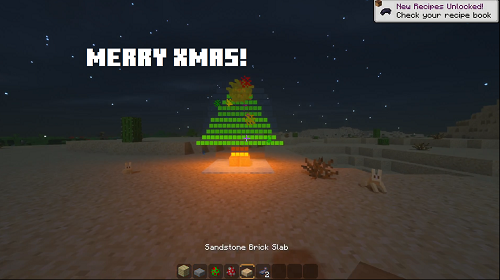 New Recipes Unlocked!
Check your recipe book
MERRY XMAS!
Sandstone Brick Slab
2